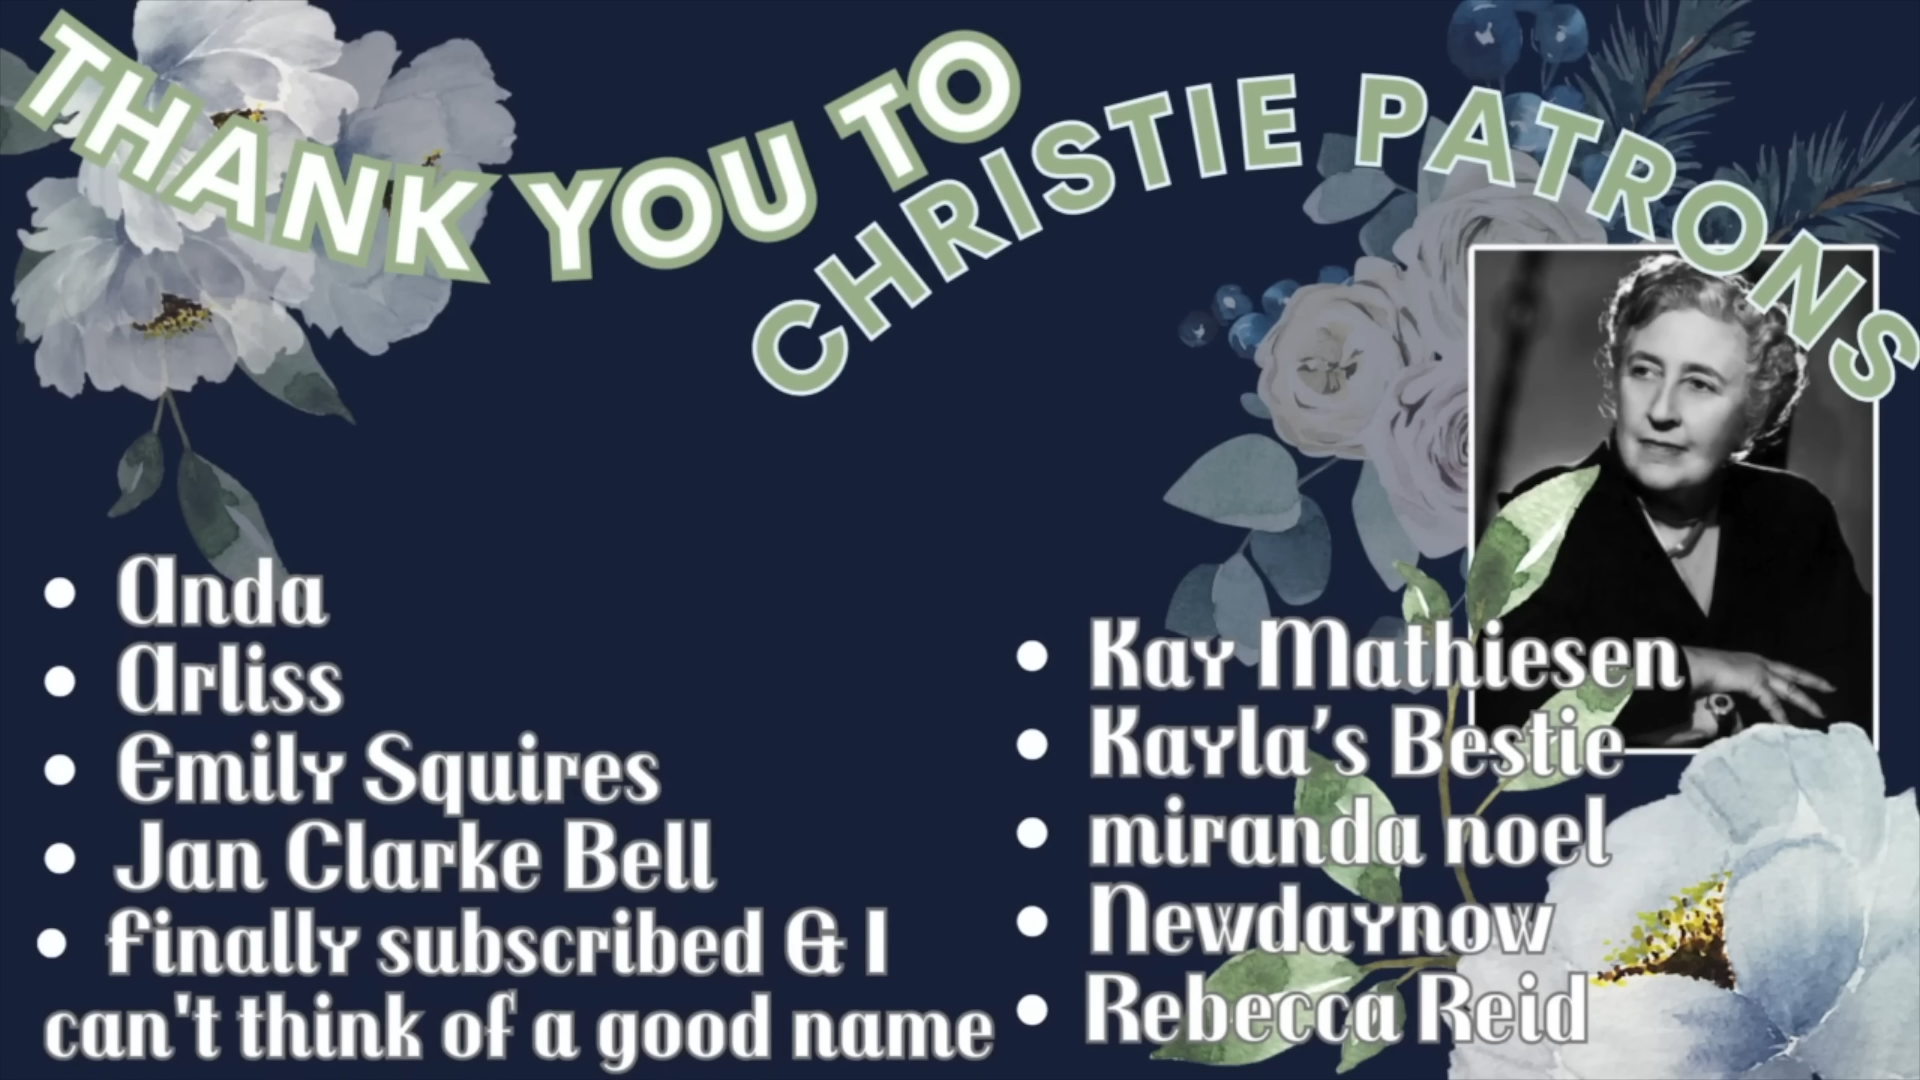 THANK YOU TO
CHRISTIE PATRONS
• Anda
• Arliss
• Emily Squires
• Jan Clarke Bell
• finally subscribed & I
can't think of a good name
• Kay Mathiesen
• Kayla's Bestie
• miranda noel
• Newdaynow
• Rebecca Reid